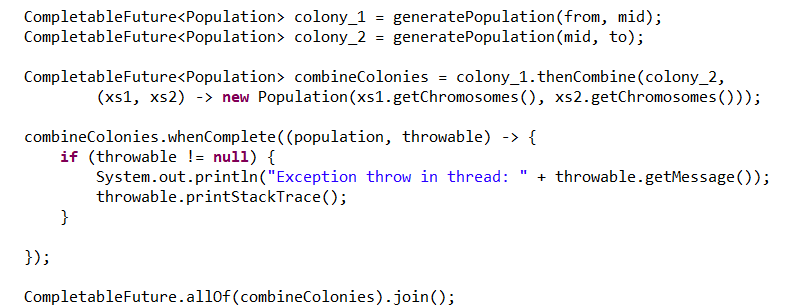 CompletableFuture<Population> colony_1 = generatePopulation(from, mid);
CompletableFuture<Population> colony_2 = generatePopulation(mid, to);
CompletableFuture<Population> combineColonies = colony_1.thenCombine(colony_2,
(xs1, xs2) -> new Population(xs1.getChromosomes(), xs2.getChromosomes()));
combineColonies.whenComplete((population, throwable) -> {
if (throwable != null) {
System.out.println("Exception throw in thread: " + throwable.getMessage());
throwable.printStackTrace();
}
});
CompletableFuture.allOf(combineColonies).join();